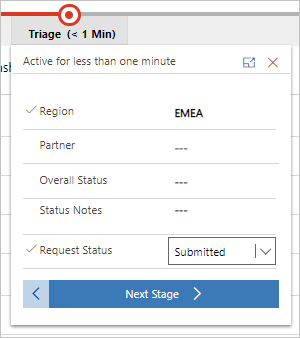 Triage (< 1 Min)
Active for less than one minute
Region EMEA
Partner ---
Overall Status ---
Status Notes ---
Request Status Submitted
Next Stage